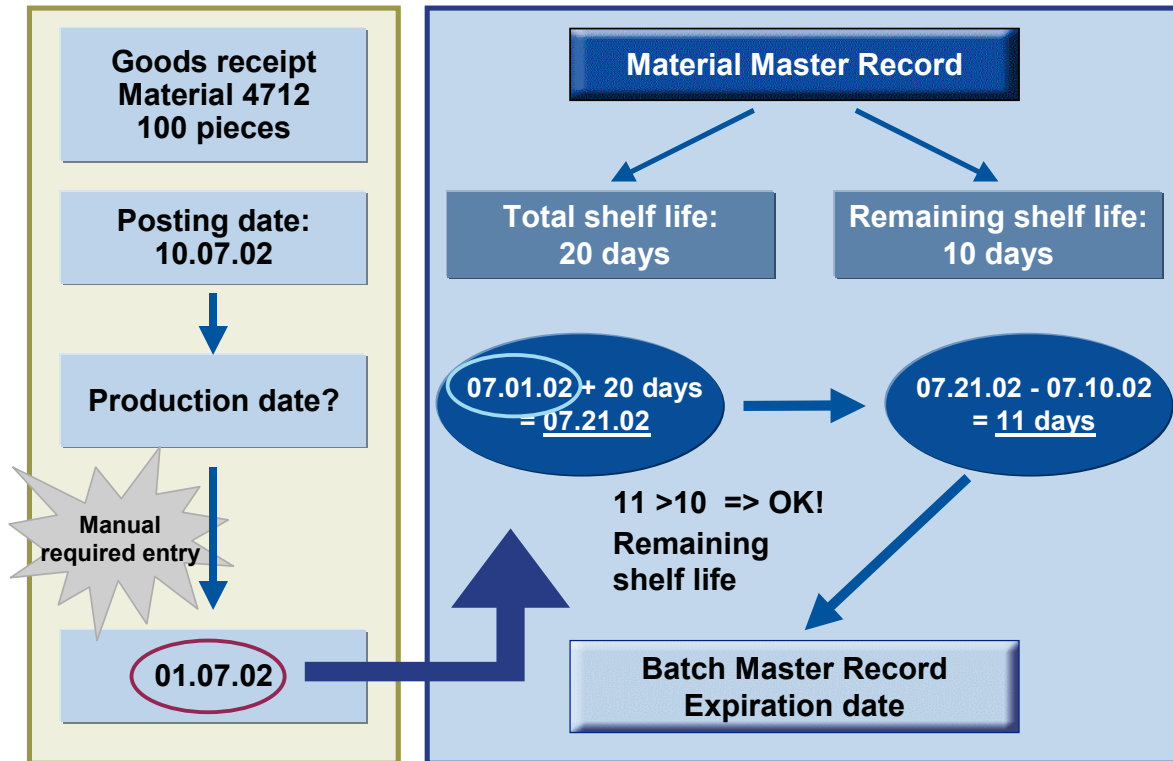 Goods receipt
Material 4712
100 pieces
Posting date:
10.07.02
Production date?
Manual
required entry
01.07.02
Material Master Record
Total shelf life:
20 days
Remaining shelf life:
10 days
07.01.02 + 20 days
= 07.21.02
07.21.02 - 07.10.02
= 11 days
11 >10 => OK!
Remaining
shelf life
Batch Master Record
Expiration date